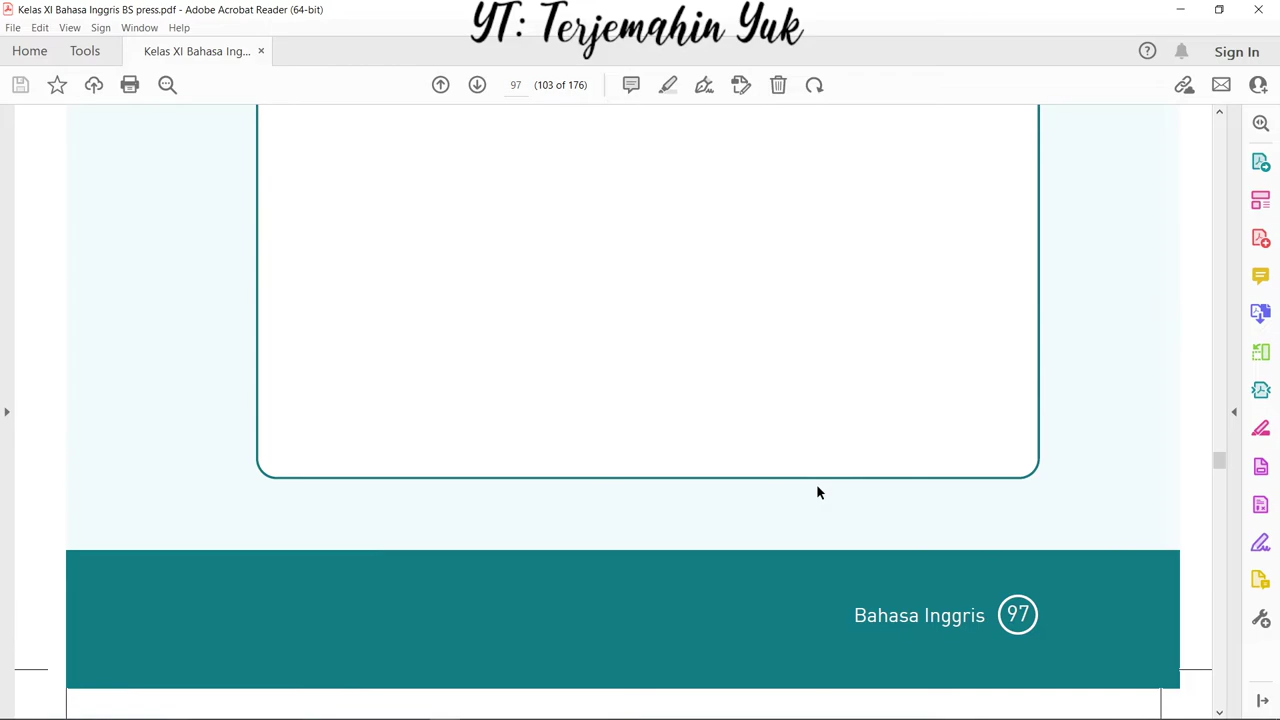 Kelas XI Bahasa Inggris BS press.pdf - Adobe Acrobat Reader (64-bit)
YT: Terjemahin Yuk
File Edit View Sign Window Help
Home Tools Kelas XI Bahasa Ing... × Sign In
97 (103 of 176)
Bahasa Inggris 97